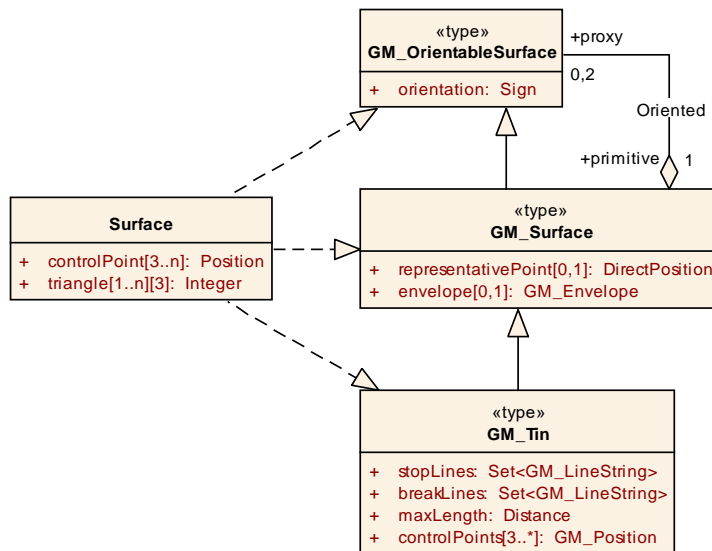 «type»
GM_OrientableSurface
+ orientation: Sign
+proxy
0,2
Oriented
+primitive
1
Surface
+ controlPoint[3..n]: Position
+ triangle[1..n][3]: Integer
«type»
GM_Surface
+ representativePoint[0,1]: DirectPosition
+ envelope[0,1]: GM_Envelope
«type»
GM_Tin
+ stopLines: Set<GM_LineString>
+ breakLines: Set<GM_LineString>
+ maxLength: Distance
+ controlPoints[3..*]: GM_Position